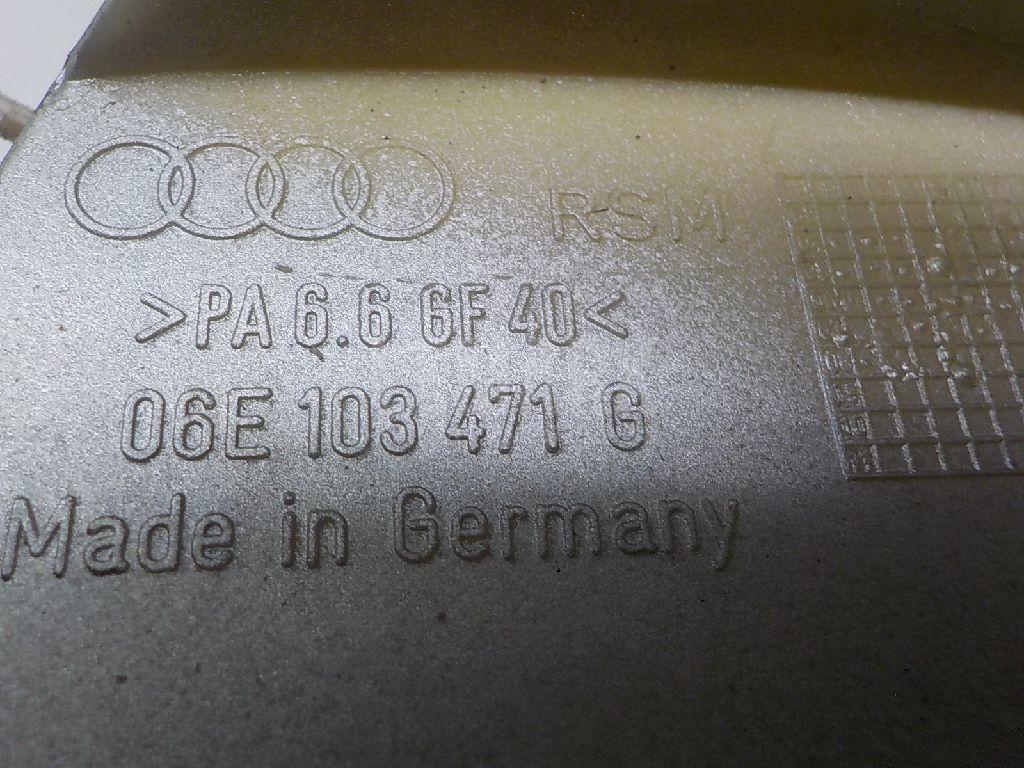 RSM
>PA 6.6 GF 40<
06E 103 471 G
Made in Germany